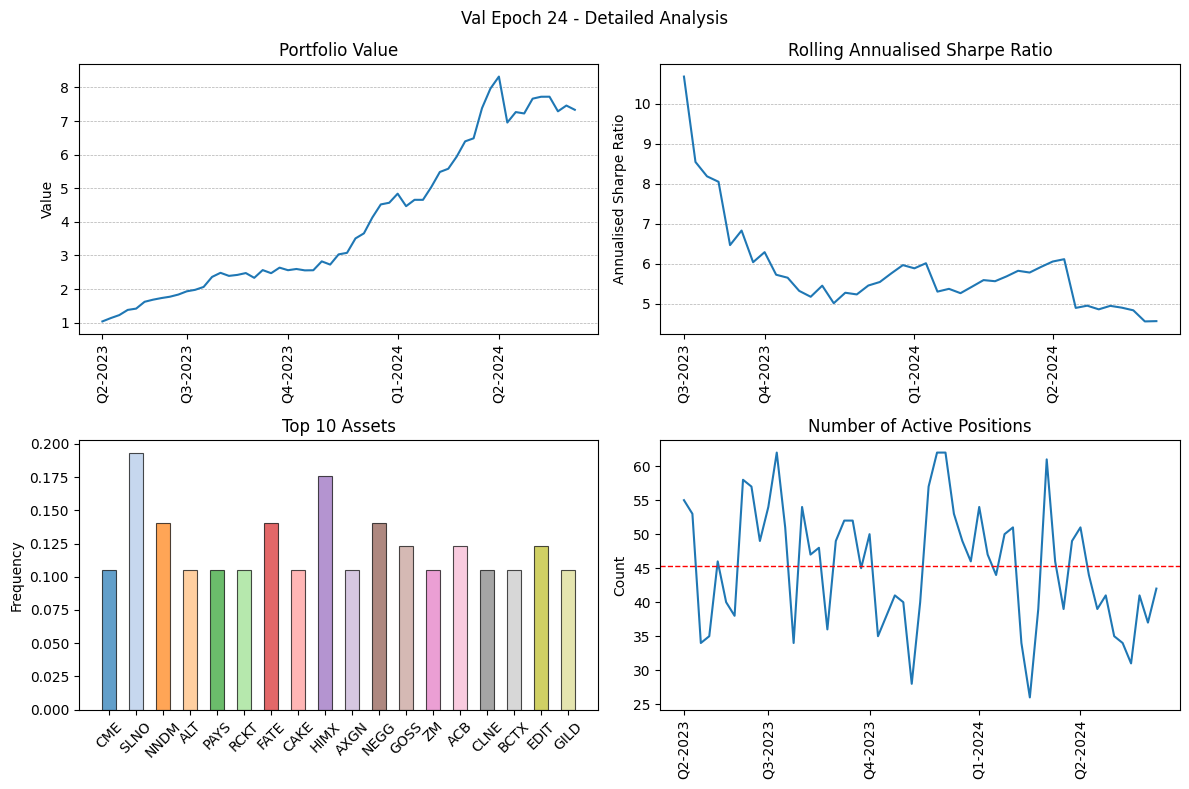 Val Epoch 24 - Detailed Analysis
Portfolio Value
Value
8
7
6
5
4
3
2
1
Q2-2023
Q3-2023
Q4-2023
Q1-2024
Q2-2024
Rolling Annualised Sharpe Ratio
Annualised Sharpe Ratio
10
9
8
7
6
5
Q3-2023
Q4-2023
Q1-2024
Q2-2024
Top 10 Assets
Frequency
0.200
0.175
0.150
0.125
0.100
0.075
0.050
0.025
0.000
CME
SLNO
NNDM
ALT
PAYS
RCKT
FATE
CAKE
HIMX
AXGN
NEGG
GOSS
ZM
ACB
CLNE
BCTX
EDIT
GILD
Number of Active Positions
Count
60
55
50
45
40
35
30
25
Q2-2023
Q3-2023
Q4-2023
Q1-2024
Q2-2024